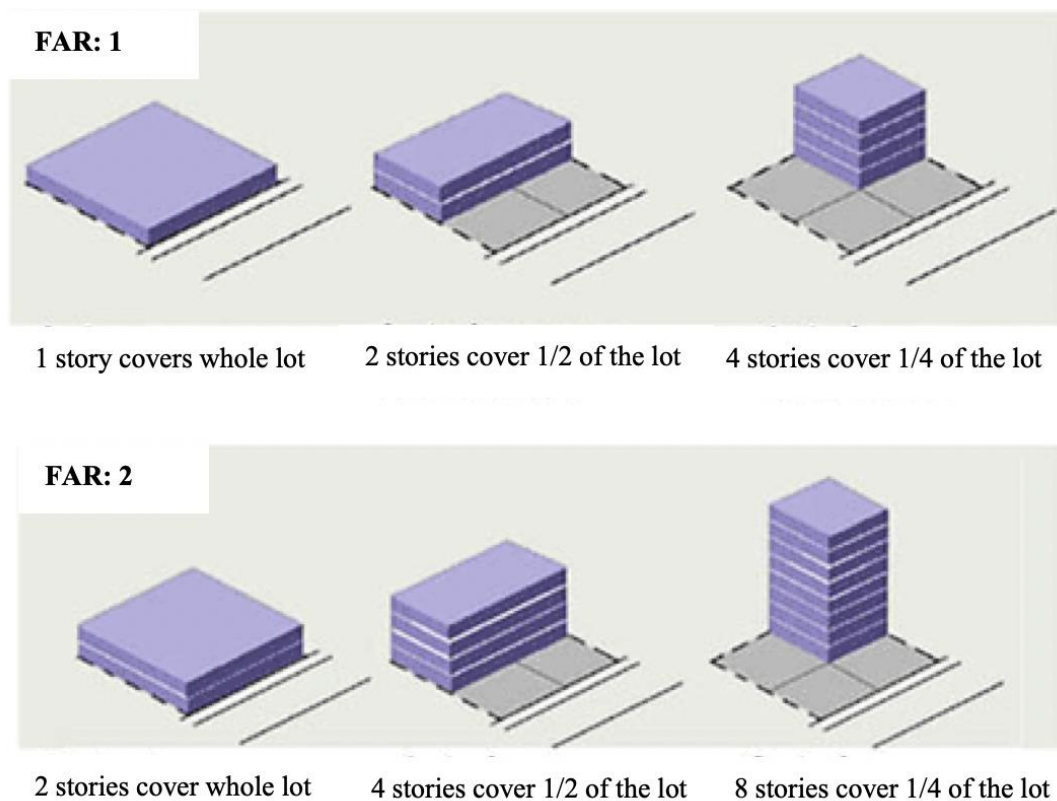 FAR: 1
1 story covers whole lot
2 stories cover 1/2 of the lot
4 stories cover 1/4 of the lot
FAR: 2
2 stories cover whole lot
4 stories cover 1/2 of the lot
8 stories cover 1/4 of the lot